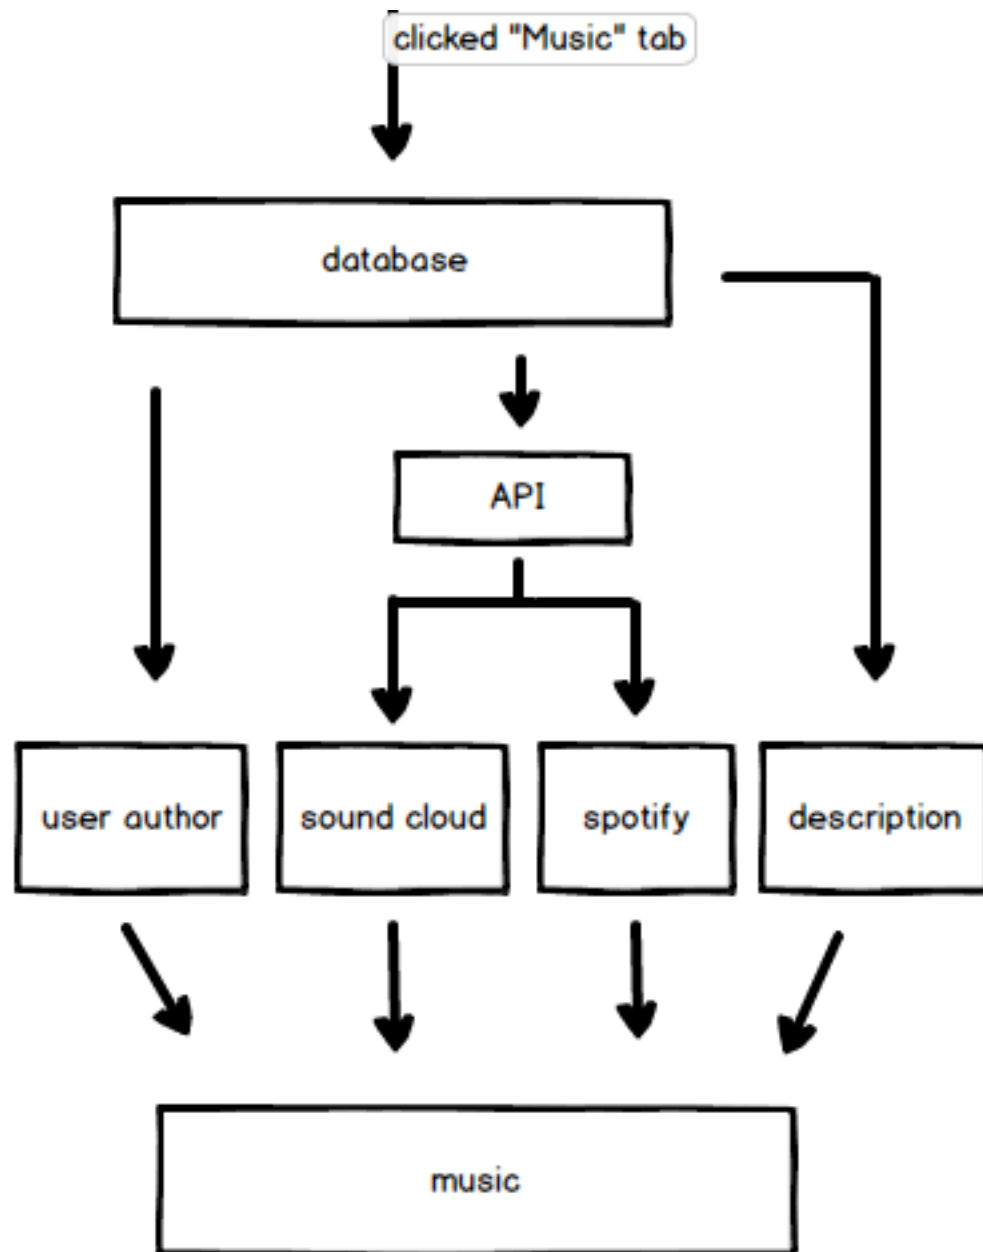 clicked "Music" tab
database
API
user author
sound cloud
spotify
description
music